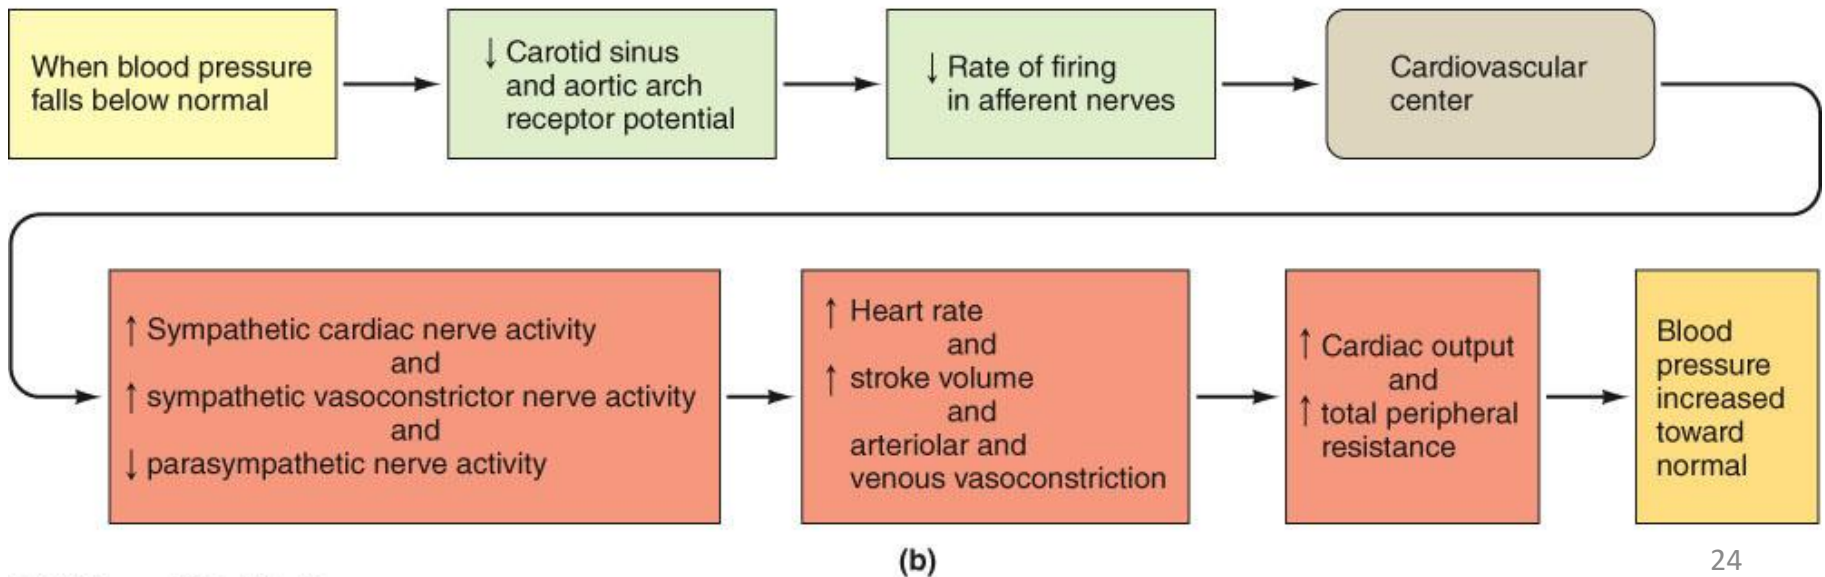 When blood pressure
falls below normal
↓ Carotid sinus
and aortic arch
receptor potential
↓ Rate of firing
in afferent nerves
Cardiovascular
center
↑ Sympathetic cardiac nerve activity
and
↑ sympathetic vasoconstrictor nerve activity
and
↓ parasympathetic nerve activity
↑ Heart rate
and
↑ stroke volume
and
arteriolar and
venous vasoconstriction
↑ Cardiac output
and
↑ total peripheral
resistance
Blood
pressure
increased
toward
normal
(b)
24